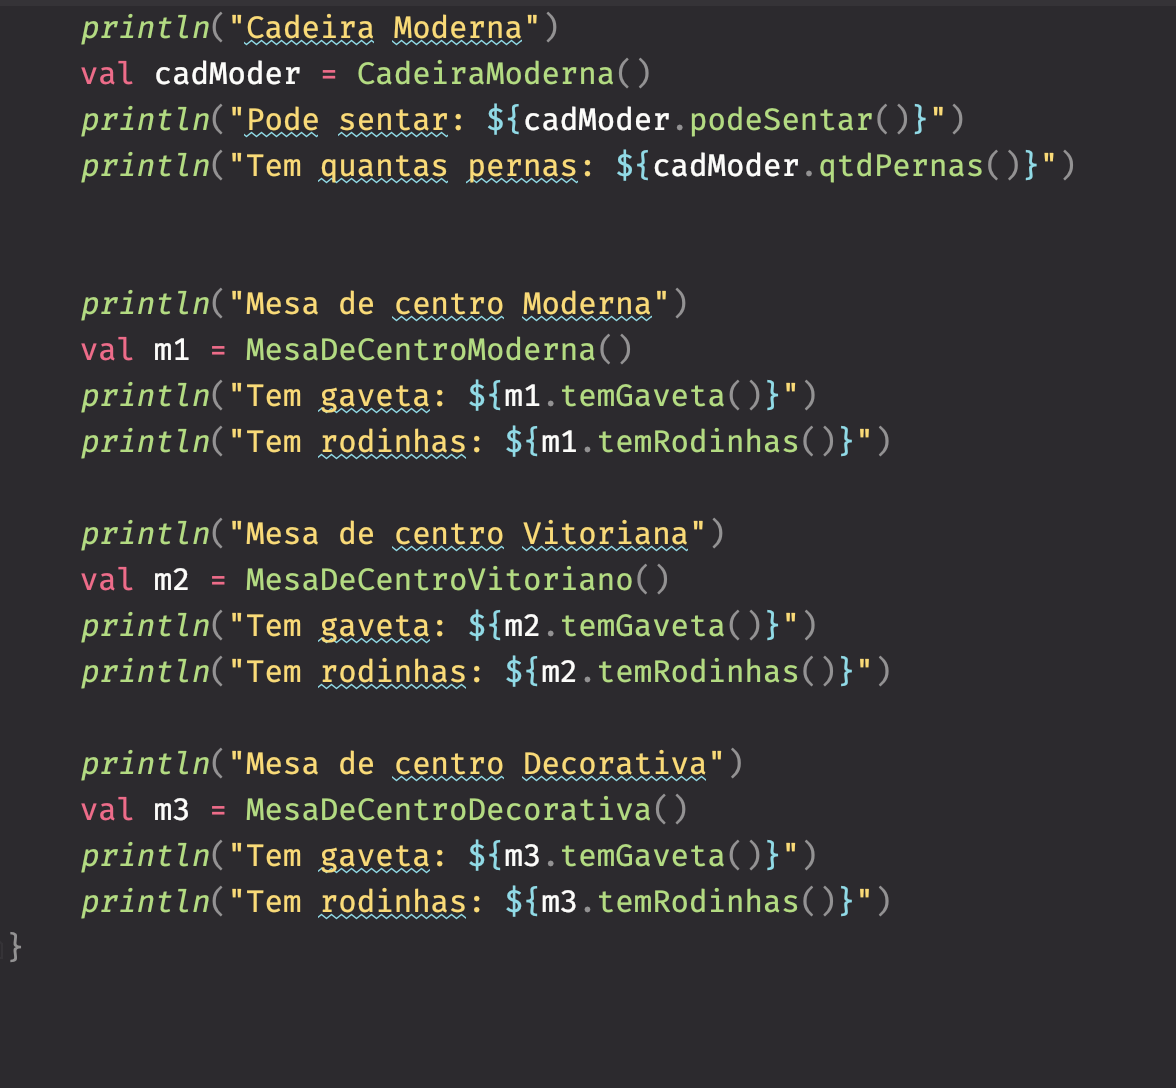 println("Cadeira Moderna")
val cadModer = CadeiraModerna()
println("Pode sentar: ${cadModer.podeSentar()}")
println("Tem quantas pernas: ${cadModer.qtdPernas()}")
println("Mesa de centro Moderna")
val m1 = MesaDeCentroModerna()
println("Tem gaveta: ${m1.temGaveta()}")
println("Tem rodinhas: ${m1.temRodinhas()}")
println("Mesa de centro Vitoriana")
val m2 = MesaDeCentroVitoriano()
println("Tem gaveta: ${m2.temGaveta()}")
println("Tem rodinhas: ${m2.temRodinhas()}")
println("Mesa de centro Decorativa")
val m3 = MesaDeCentroDecorativa()
println("Tem gaveta: ${m3.temGaveta()}")
println("Tem rodinhas: ${m3.temRodinhas()}")
}